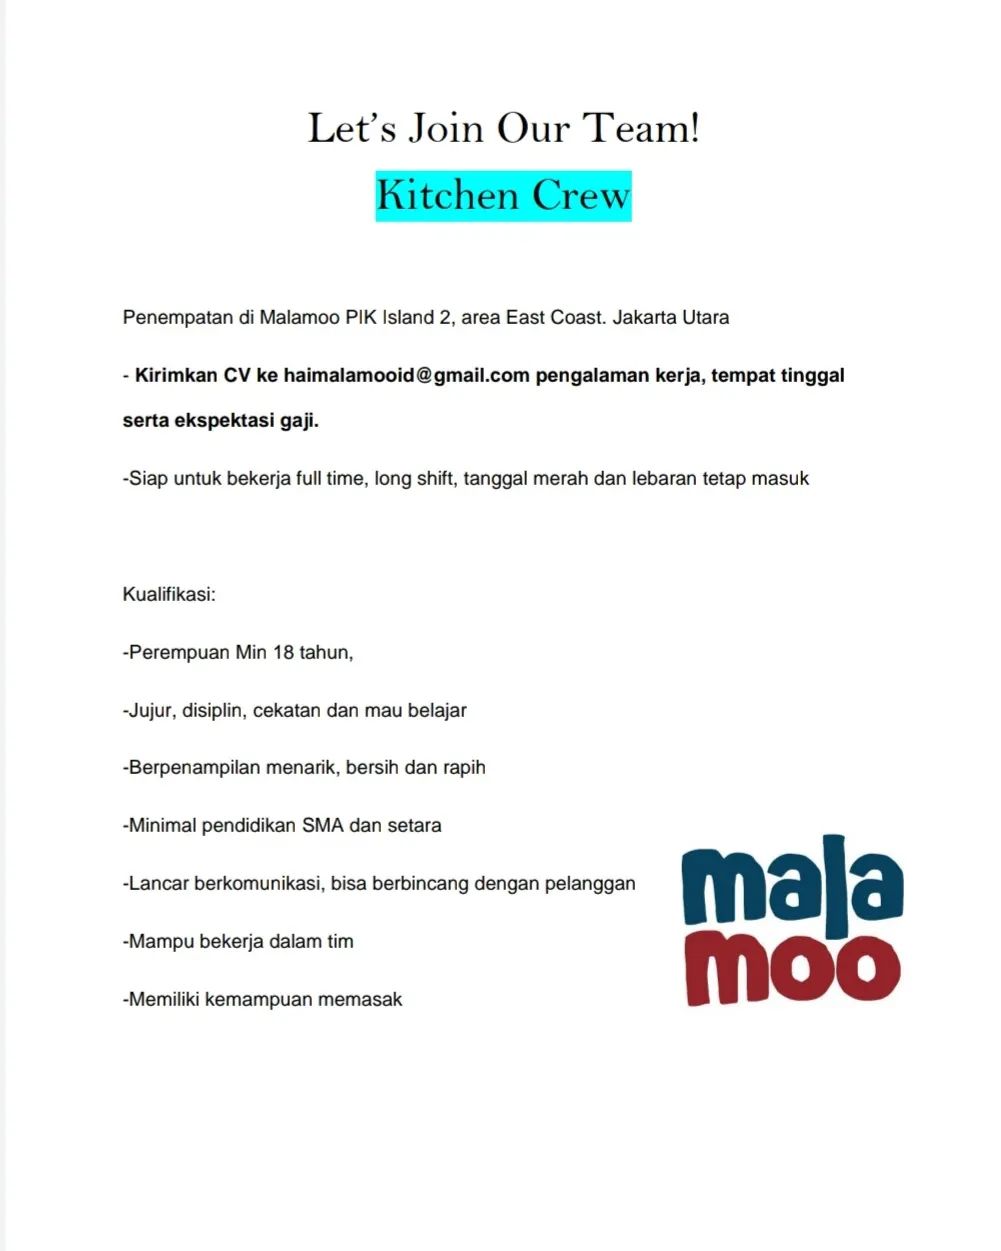 Let's Join Our Team!
Kitchen Crew
Penempatan di Malamoo PIK Island 2, area East Coast. Jakarta Utara
- Kirimkan CV ke haimalamooid@gmail.com pengalaman kerja, tempat tinggal
serta ekspektasi gaji.
-Siap untuk bekerja full time, long shift, tanggal merah dan lebaran tetap masuk
Kualifikasi:
-Perempuan Min 18 tahun,
-Jujur, disiplin, cekatan dan mau belajar
-Berpenampilan menarik, bersih dan rapih
-Minimal pendidikan SMA dan setara
-Lancar berkomunikasi, bisa berbincang dengan pelanggan
-Mampu bekerja dalam tim
-Memiliki kemampuan memasak
mala
moo